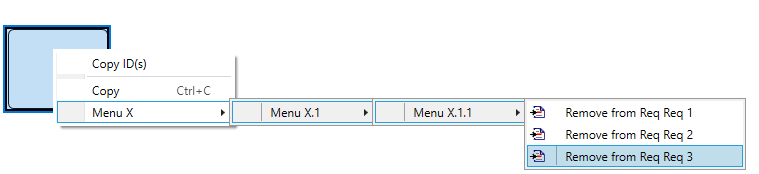 Copy ID(s)
Copy Ctrl+C
Menu X Menu X.1 Menu X.1.1 Remove from Req Req 1
Remove from Req Req 2
Remove from Req Req 3